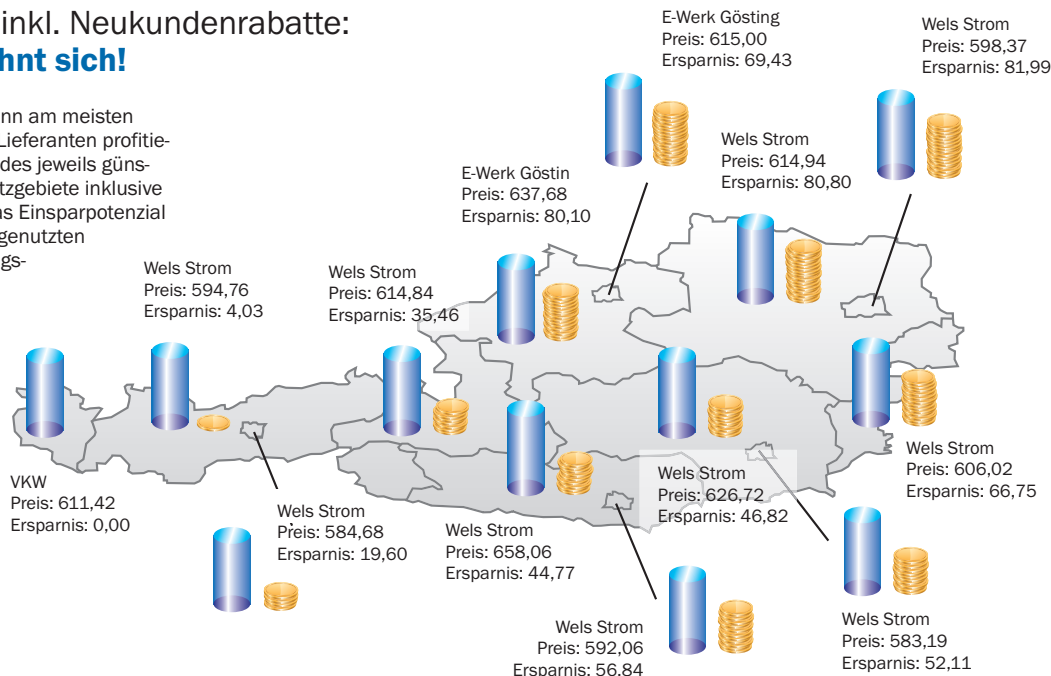 inkl. Neukundenrabatte:
hnt sich!
nn am meisten
Lieferanten profitie-
des jeweils güns-
tzgebiete inklusive
as Einsparpotenzial
genutzten
gs-
E-Werk Gösting
Preis: 615,00
Ersparnis: 69,43
Wels Strom
Preis: 598,37
Ersparnis: 81,99
Wels Strom
Preis: 614,94
Ersparnis: 80,80
E-Werk Göstin
Preis: 637,68
Ersparnis: 80,10
Wels Strom
Preis: 594,76
Ersparnis: 4,03
Wels Strom
Preis: 614,84
Ersparnis: 35,46
VKW
Preis: 611,42
Ersparnis: 0,00
Wels Strom
Preis: 584,68
Ersparnis: 19,60
Wels Strom
Preis: 658,06
Ersparnis: 44,77
Wels Strom
Preis: 626,72
Ersparnis: 46,82
Wels Strom
Preis: 606,02
Ersparnis: 66,75
Wels Strom
Preis: 592,06
Ersparnis: 56,84
Wels Strom
Preis: 583,19
Ersparnis: 52,11